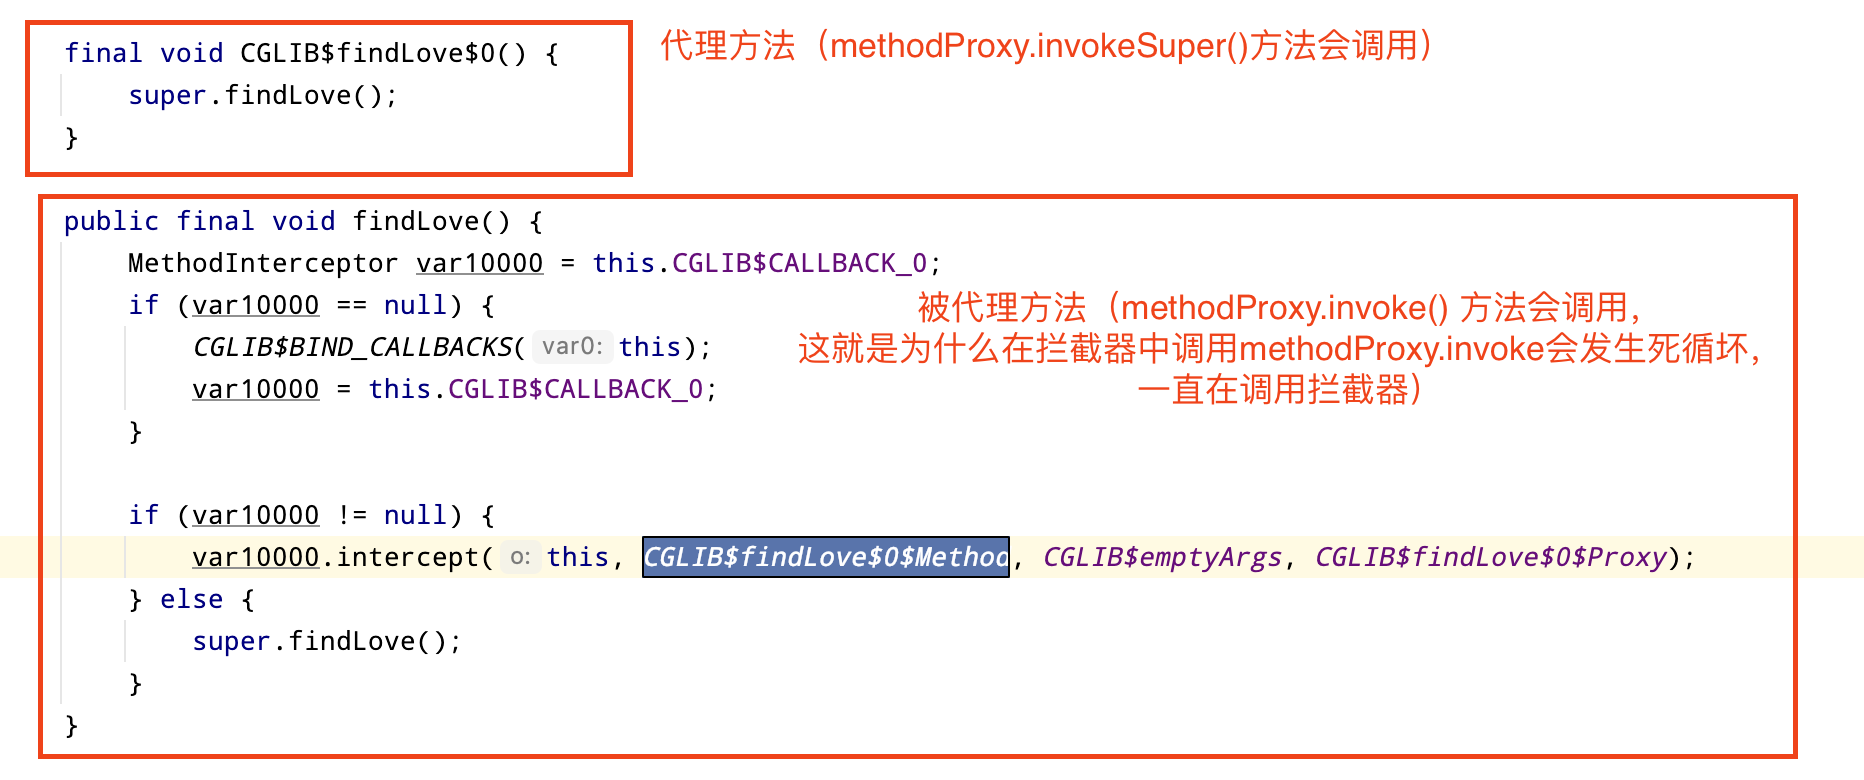 final void CGLIB$findLove$0() {
代理方法（methodProxy.invokeSuper()方法会调用）
super.findLove();
}
public final void findLove() {
MethodInterceptor var10000 = this.CGLIB$CALLBACK_0;
if (var10000 == null) {
被代理方法（methodProxy.invoke() 方法会调用，
CGLIB$BIND_CALLBACKS( var0: this);
这就是为什么在拦截器中调用methodProxy.invoke会发生死循坏，
var10000 = this.CGLIB$CALLBACK_0;
一直在调用拦截器）
}
if (var10000 != null) {
var10000.intercept( o: this, CGLIB$findLove$0$Method, CGLIB$emptyArgs, CGLIB$findLove$0$Proxy);
} else {
super.findLove();
}
}